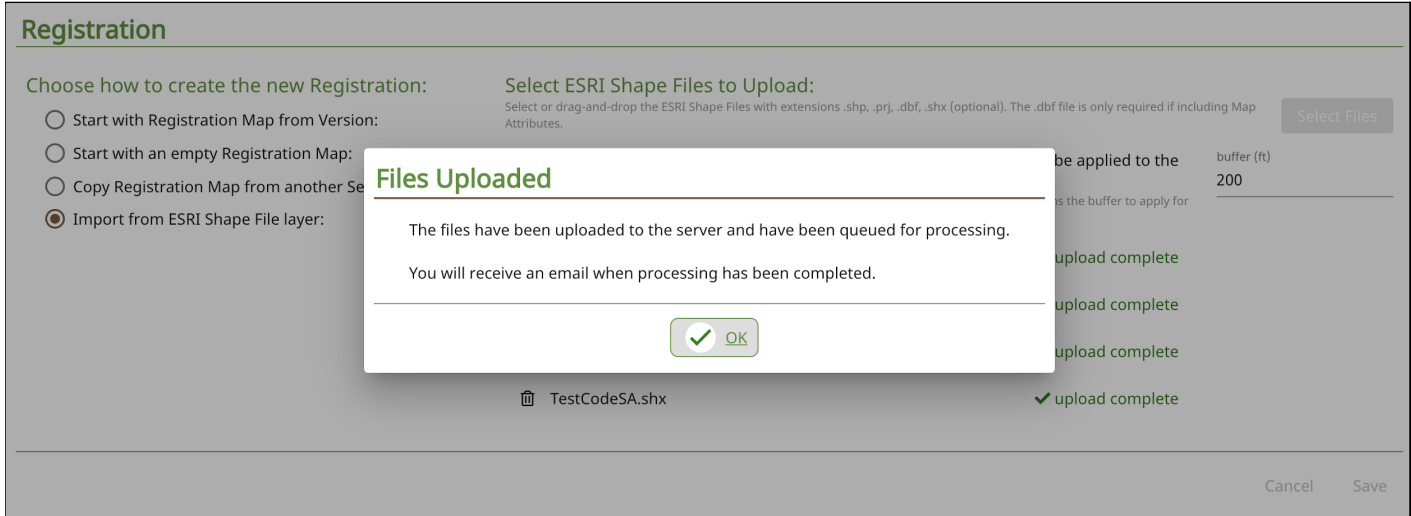 Registration
Choose how to create the new Registration:
Start with Registration Map from Version:
Start with an empty Registration Map:
Copy Registration Map from another Se
Import from ESRI Shape File layer:
Select ESRI Shape Files to Upload:
Select or drag-and-drop the ESRI Shape Files with extensions .shp, .prj, .dbf, .shx (optional). The .dbf file is only required if including Map
Attributes.
Select Files
be applied to the
buffer (ft)
200
ns the buffer to apply for
Files Uploaded
The files have been uploaded to the server and have been queued for processing.
You will receive an email when processing has been completed.
OK
upload complete
upload complete
upload complete
TestCodeSA.shx
upload complete
Cancel
Save